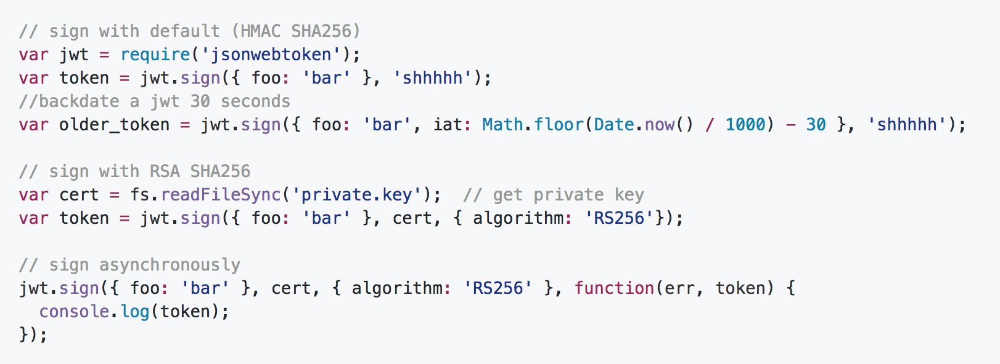 // sign with default (HMAC SHA256)
var jwt = require('jsonwebtoken');
var token = jwt.sign({ foo: 'bar' }, 'shhhhh');
//backdate a jwt 30 seconds
var older_token = jwt.sign({ foo: 'bar', iat: Math.floor(Date.now() / 1000) - 30 }, 'shhhhh');

// sign with RSA SHA256
var cert = fs.readFileSync('private.key');  // get private key
var token = jwt.sign({ foo: 'bar' }, cert, { algorithm: 'RS256'});

// sign asynchronously
jwt.sign({ foo: 'bar' }, cert, { algorithm: 'RS256' }, function(err, token) {
  console.log(token);
});